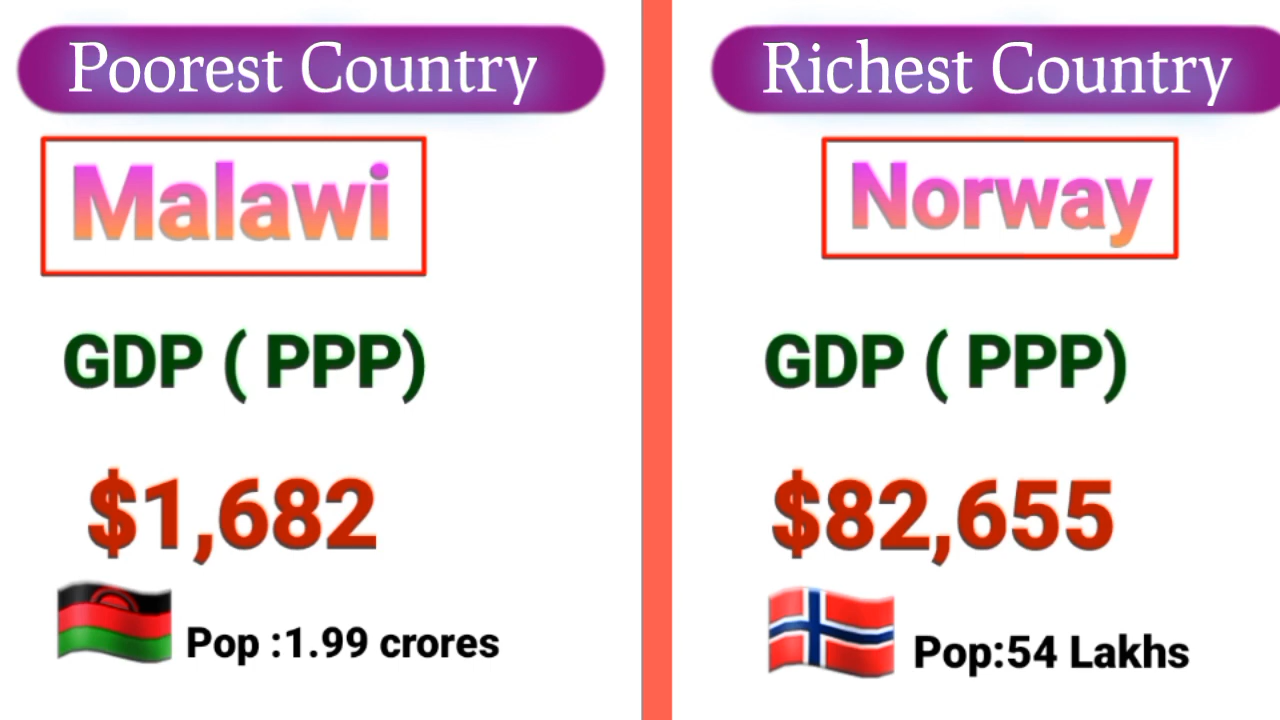 Poorest Country
Malawi
GDP ( PPP)
$1,682
Pop :1.99 crores
Richest Country
Norway
GDP ( PPP)
$82,655
Pop:54 Lakhs